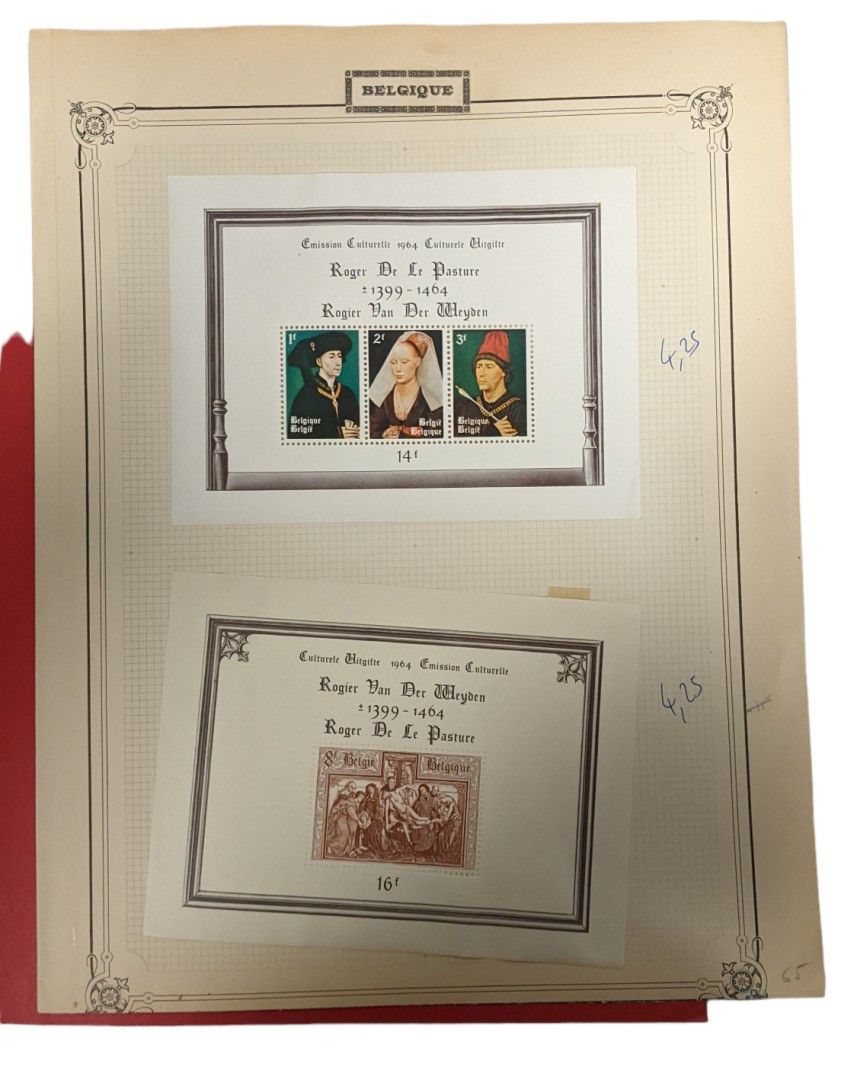 BELGIQUE
Emission Culturelle 1964 Culturele Uitgifte
Roger De Le Pasture
± 1399 - 1464
Rogier Van Der Weyden
1F 2F 3F
Belgique België
België Belgique
Belgique België
14 f
4,25
Culturele Uitgifte 1964 Emission Culturelle
Rogier Van Der Weyden
± 1399 - 1464
Roger De Le Pasture
8F België Belgique
16 f
4,25
65